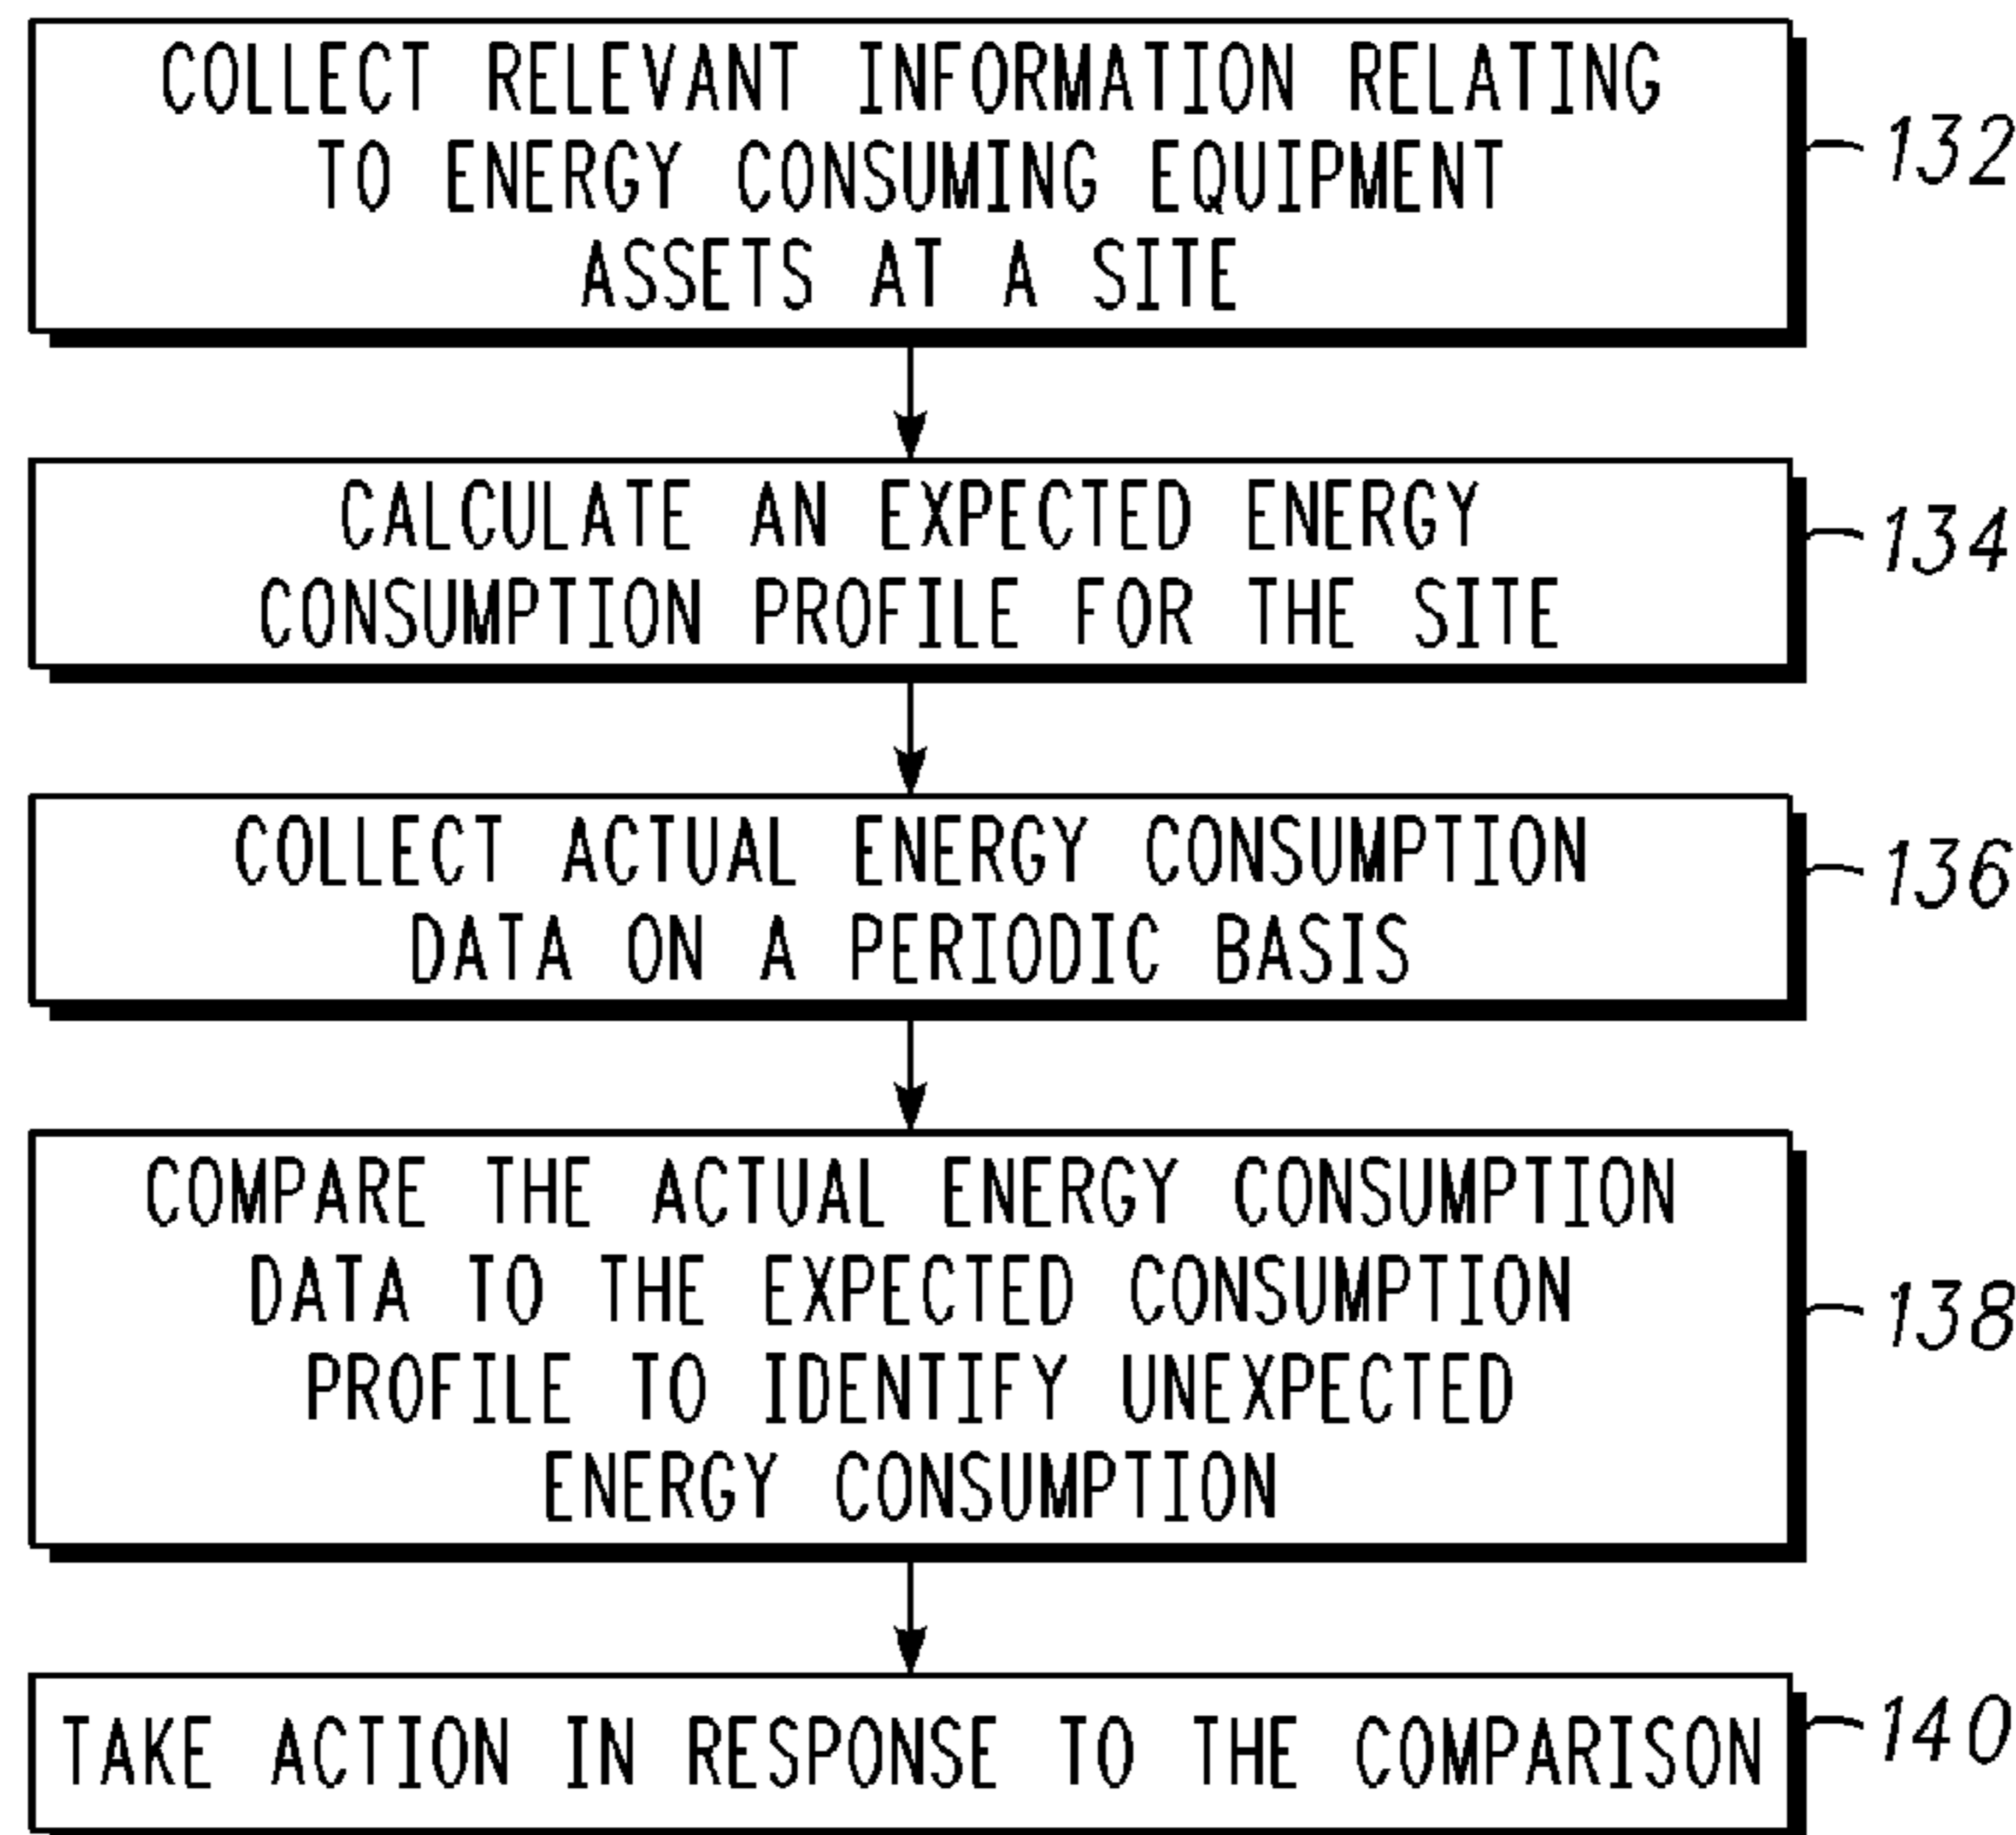 COLLECT RELEVANT INFORMATION RELATING
TO ENERGY CONSUMING EQUIPMENT
ASSETS AT A SITE
132
CALCULATE AN EXPECTED ENERGY
CONSUMPTION PROFILE FOR THE SITE
134
COLLECT ACTUAL ENERGY CONSUMPTION
DATA ON A PERIODIC BASIS
136
COMPARE THE ACTUAL ENERGY CONSUMPTION
DATA TO THE EXPECTED CONSUMPTION
PROFILE TO IDENTIFY UNEXPECTED
ENERGY CONSUMPTION
138
TAKE ACTION IN RESPONSE TO THE COMPARISON
140